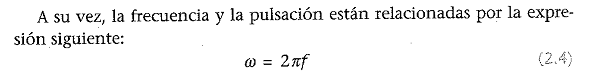 A su vez, la frecuencia y la pulsación están relacionadas por la expre-
sión siguiente:
ω = 2πf (2.4)